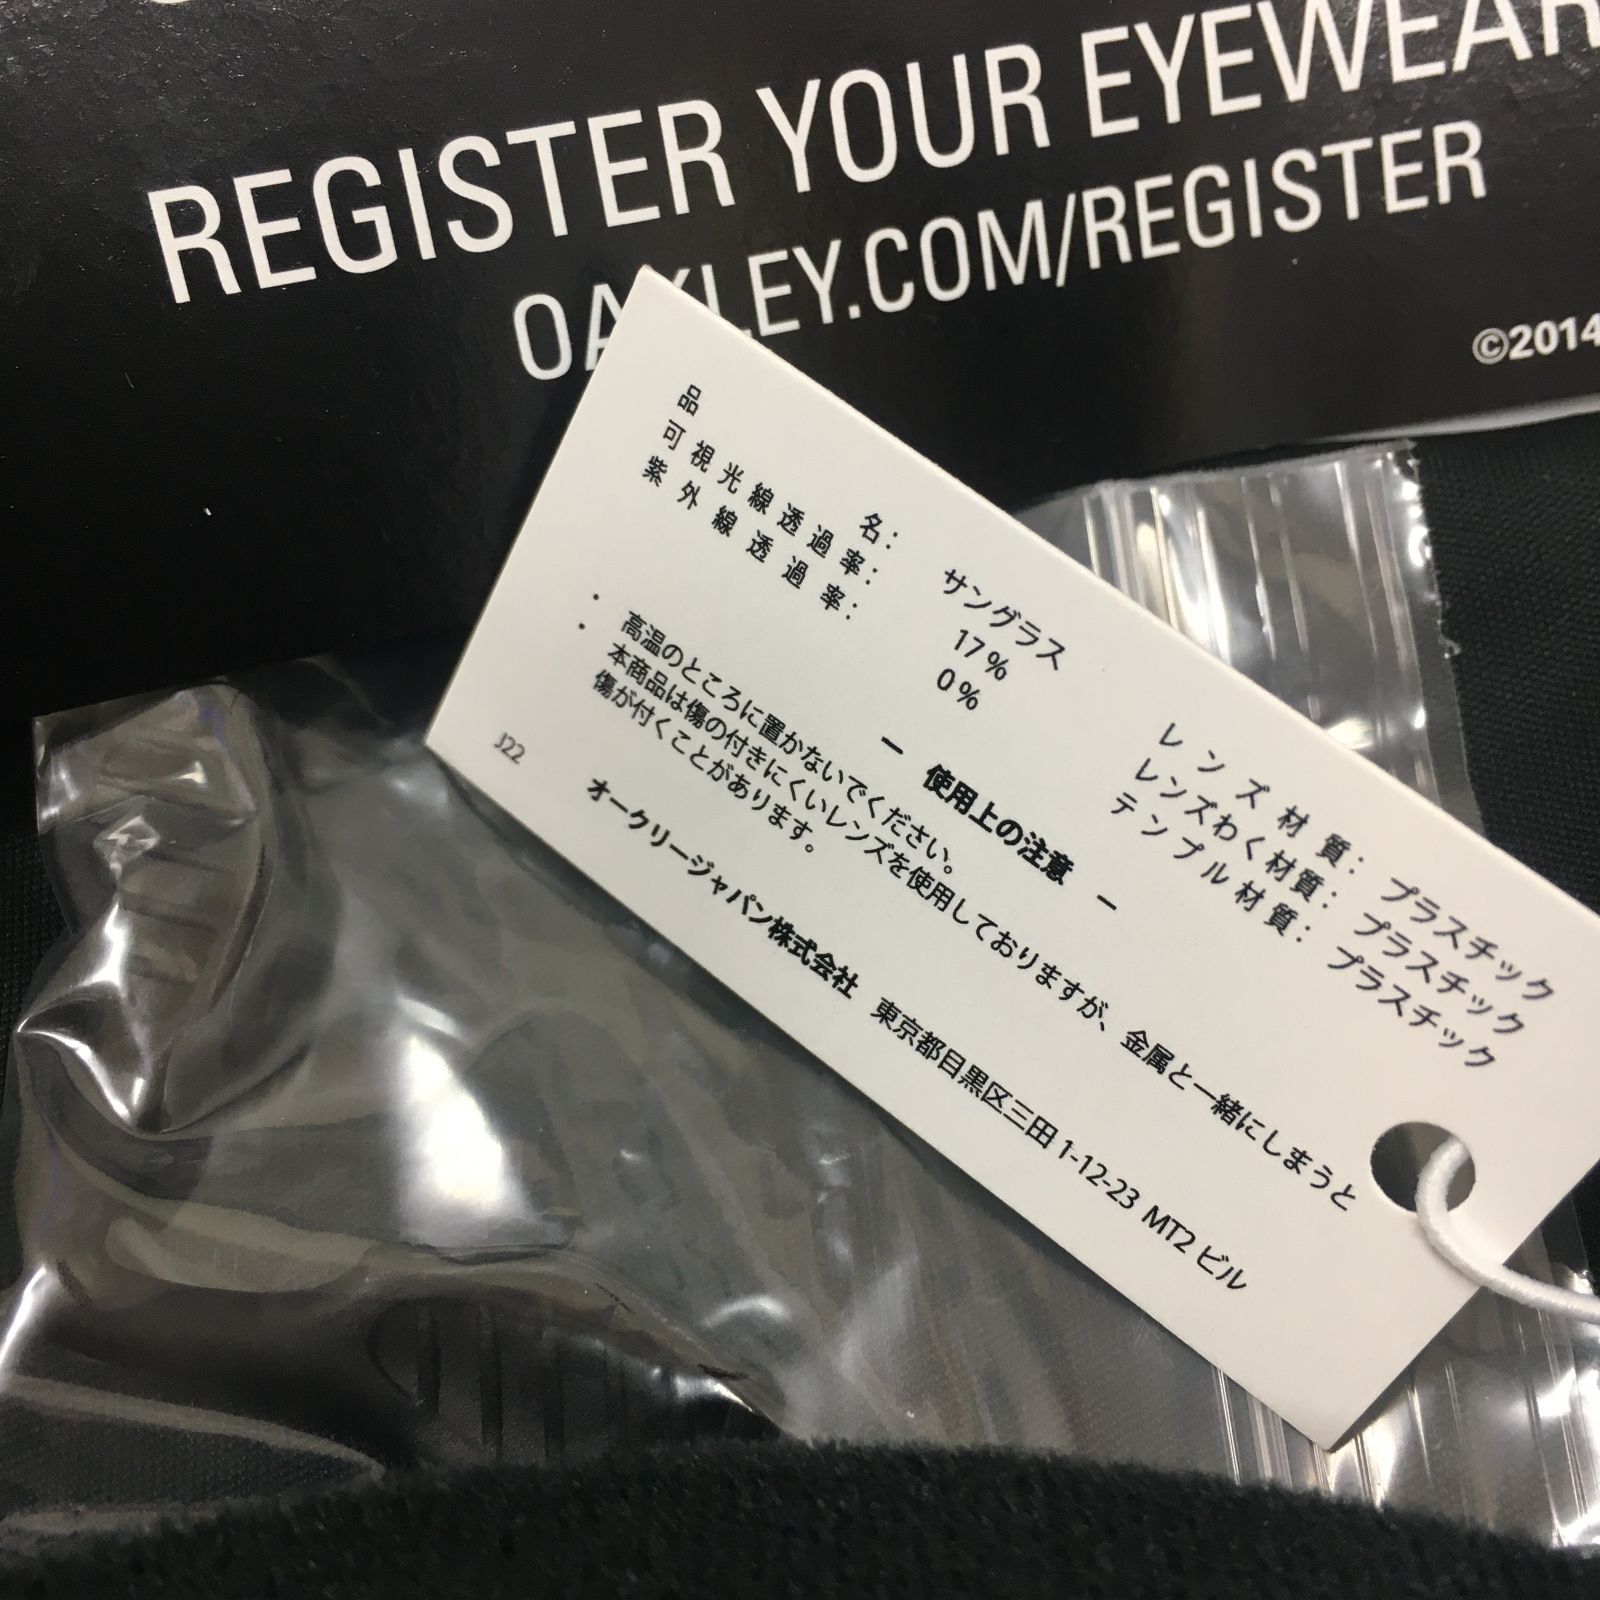 REGISTER YOUR EYEWEAR
OAKLEY.COM/REGISTER
©2014
品名: サングラス
可視光線透過率: 17%
紫外線透過率: 0%
レンズ材質: プラスチック
レンズわく材質: プラスチック
テンプル材質: プラスチック
― 使用上の注意 ―
・ 高温のところに置かないでください。
・ 本商品は傷の付きにくいレンズを使用しておりますが、金属と一緒にしまうと
傷が付くことがあります。
オークリージャパン株式会社 東京都目黒区三田1-12-23 MT2ビル
J22